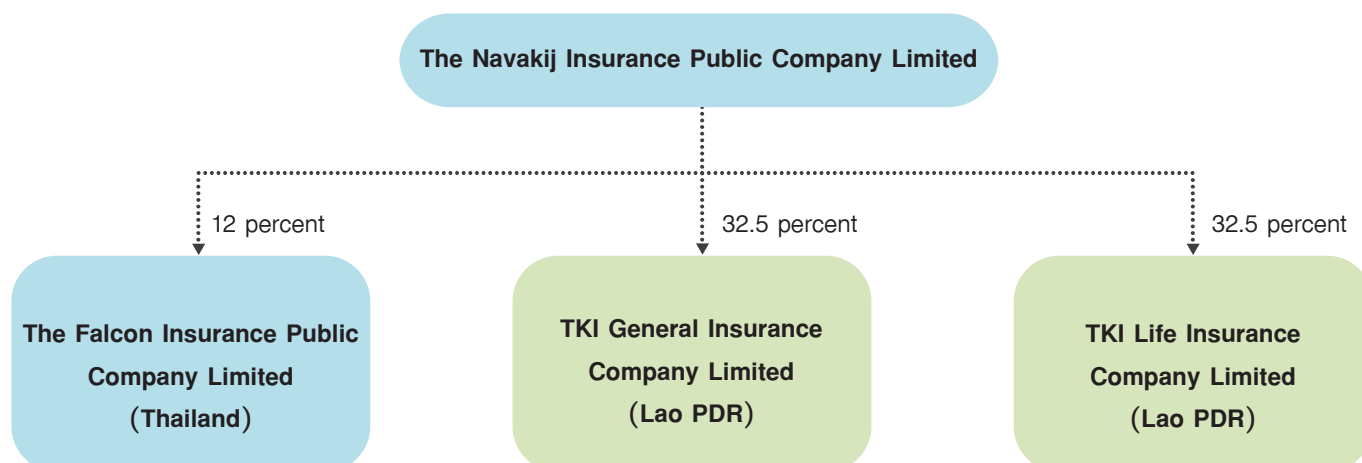 The Navakij Insurance Public Company Limited
12 percent
32.5 percent
32.5 percent
The Falcon Insurance Public
Company Limited
(Thailand)
TKI General Insurance
Company Limited
(Lao PDR)
TKI Life Insurance
Company Limited
(Lao PDR)